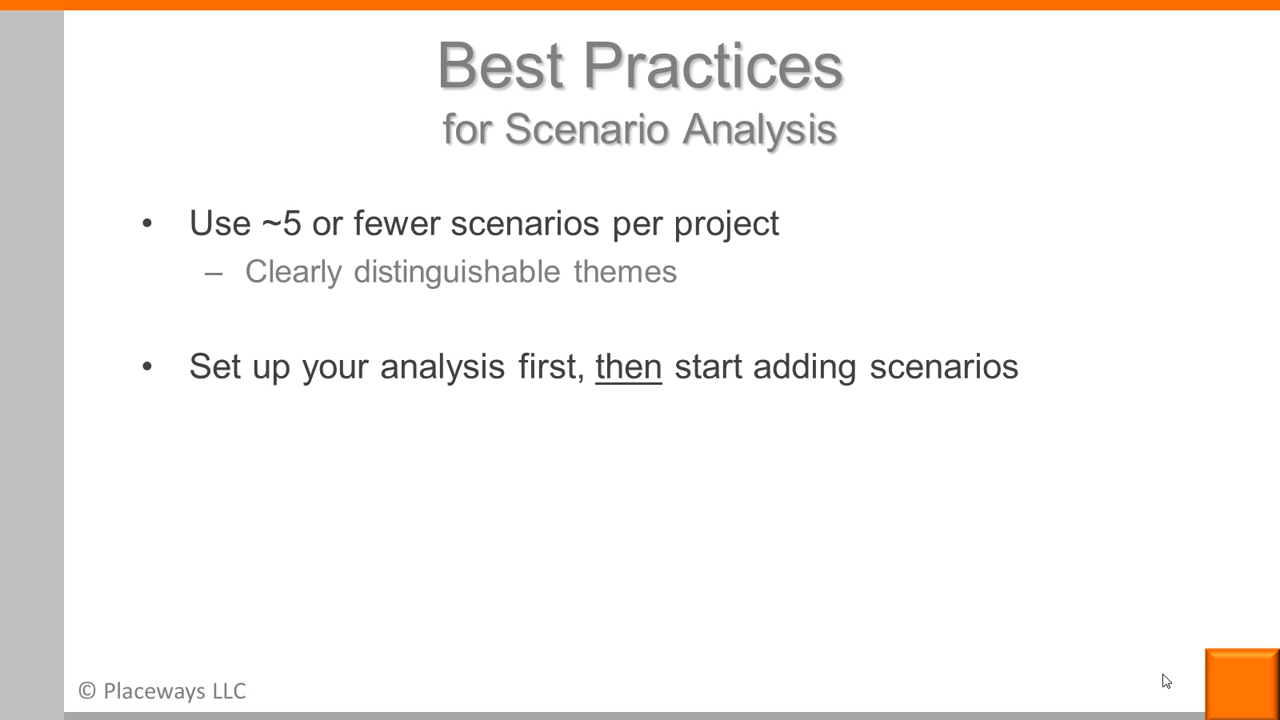 Best Practices
for Scenario Analysis
• Use ~5 or fewer scenarios per project
– Clearly distinguishable themes
• Set up your analysis first, then start adding scenarios
© Placeways LLC